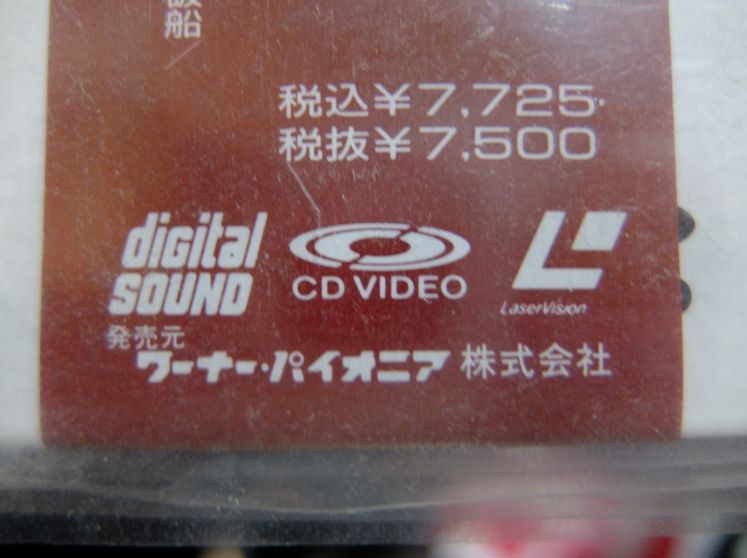 船
税込¥7,725
税抜¥7,500
digital SOUND
CD VIDEO
LaserVision
発売元
ワーナー・パイオニア株式会社